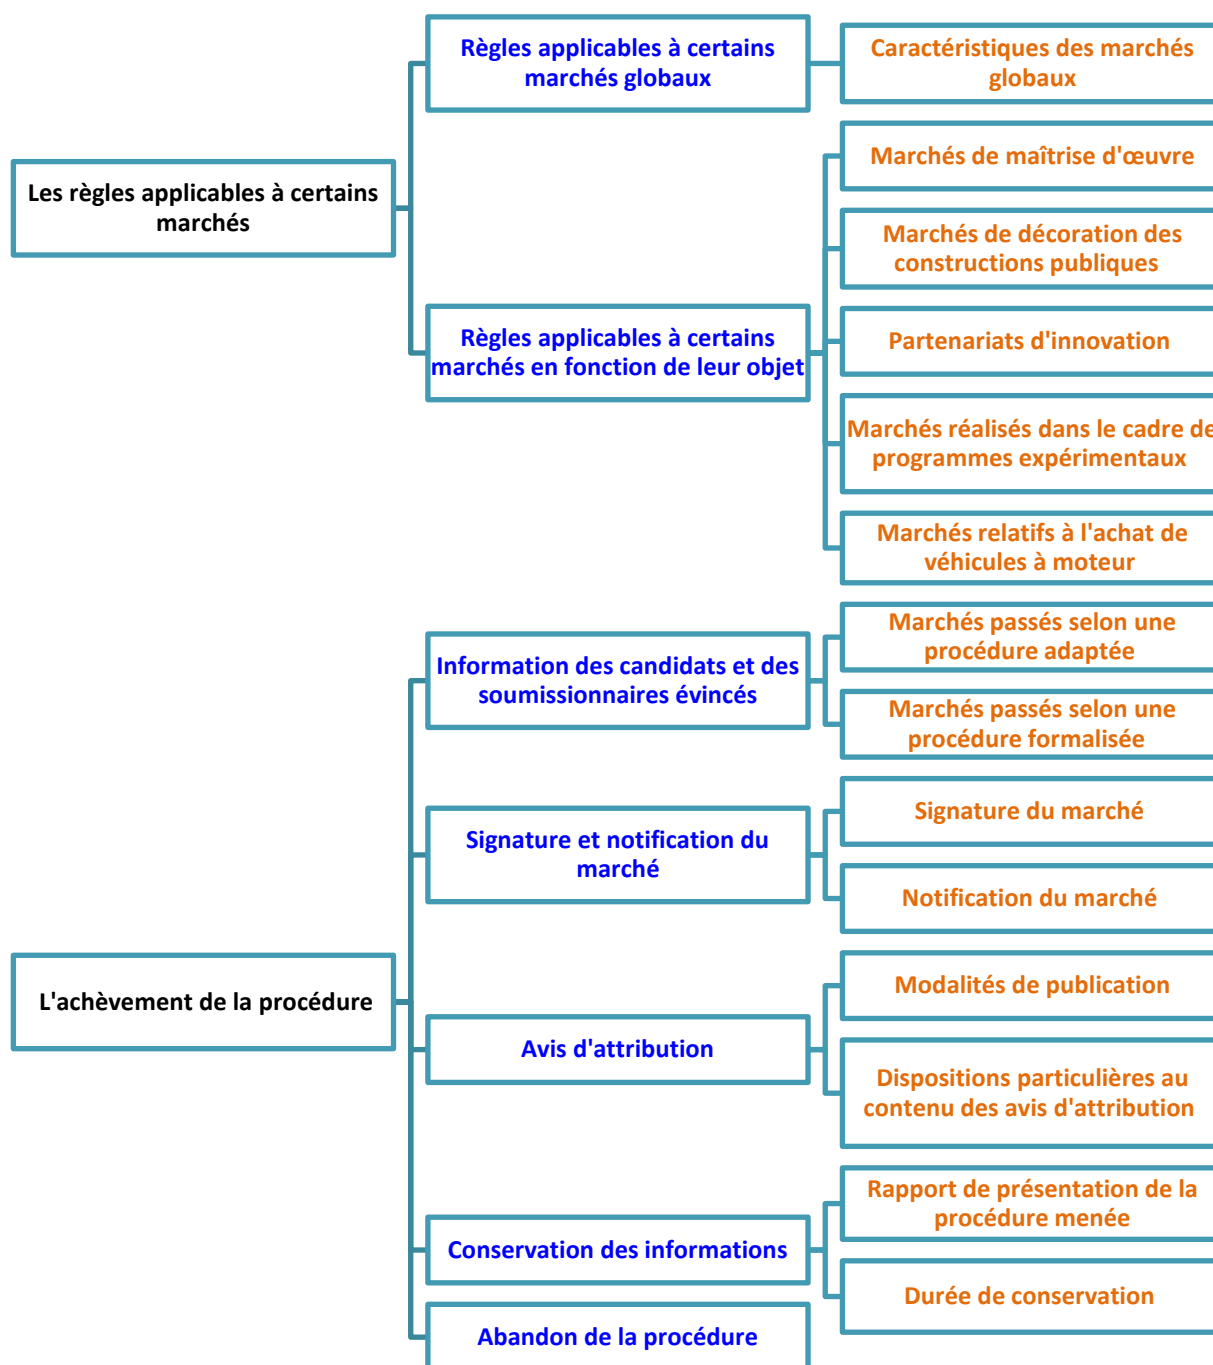 Les règles applicables à certains
marchés
Règles applicables à certains
marchés globaux
Caractéristiques des marchés
globaux
Règles applicables à certains
marchés en fonction de leur objet
Marchés de maîtrise d'œuvre
Marchés de décoration des
constructions publiques
Partenariats d'innovation
Marchés réalisés dans le cadre de
programmes expérimentaux
Marchés relatifs à l'achat de
véhicules à moteur
L'achèvement de la procédure
Information des candidats et des
soumissionnaires évincés
Marchés passés selon une
procédure adaptée
Marchés passés selon une
procédure formalisée
Signature et notification du
marché
Signature du marché
Notification du marché
Avis d'attribution
Modalités de publication
Dispositions particulières au
contenu des avis d'attribution
Conservation des informations
Rapport de présentation de la
procédure menée
Durée de conservation
Abandon de la procédure